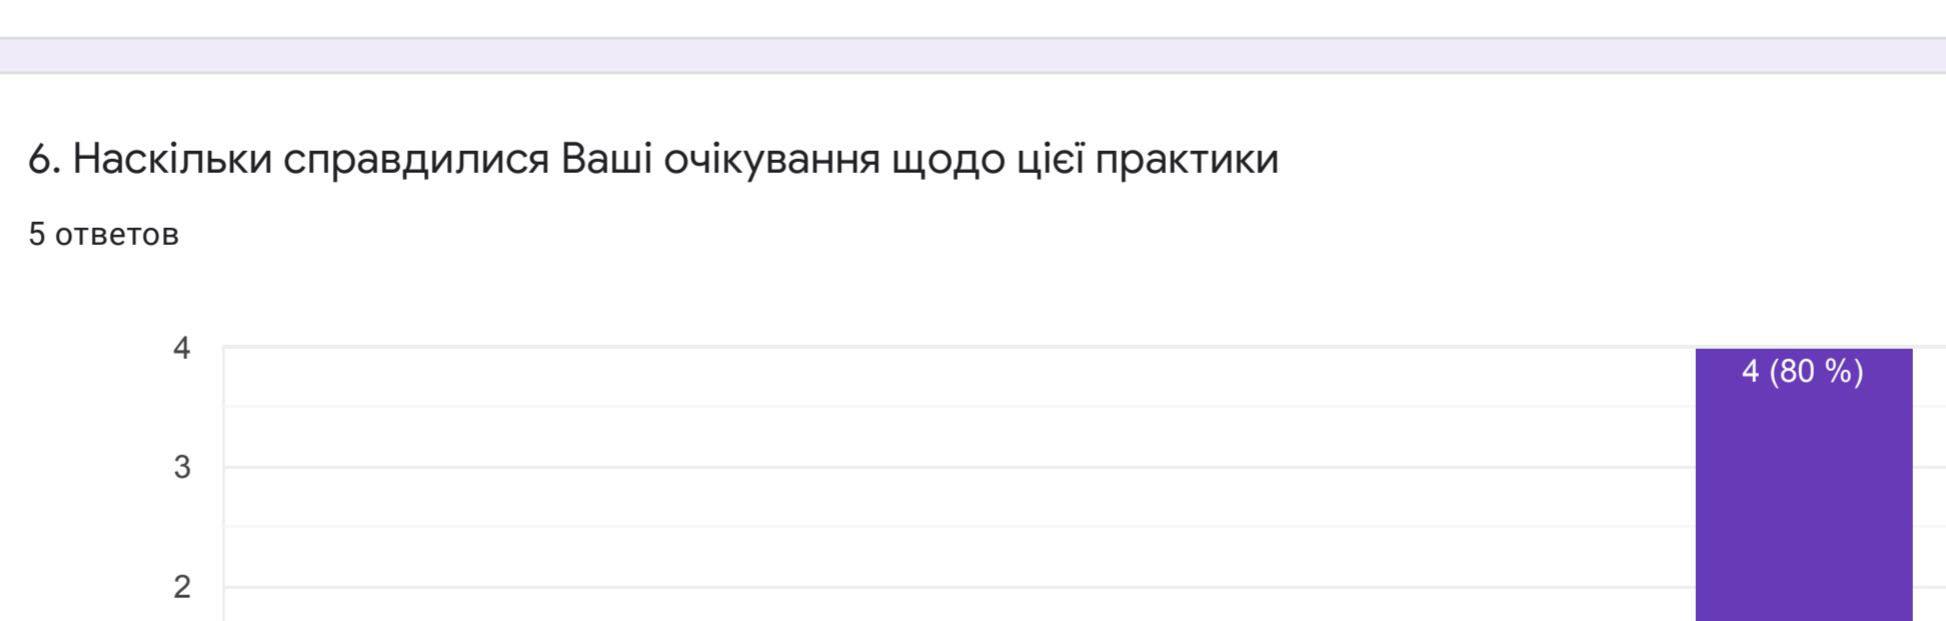 6. Наскільки справдилися Ваші очікування щодо цієї практики
5 ответов
4
4 (80 %)
3
2